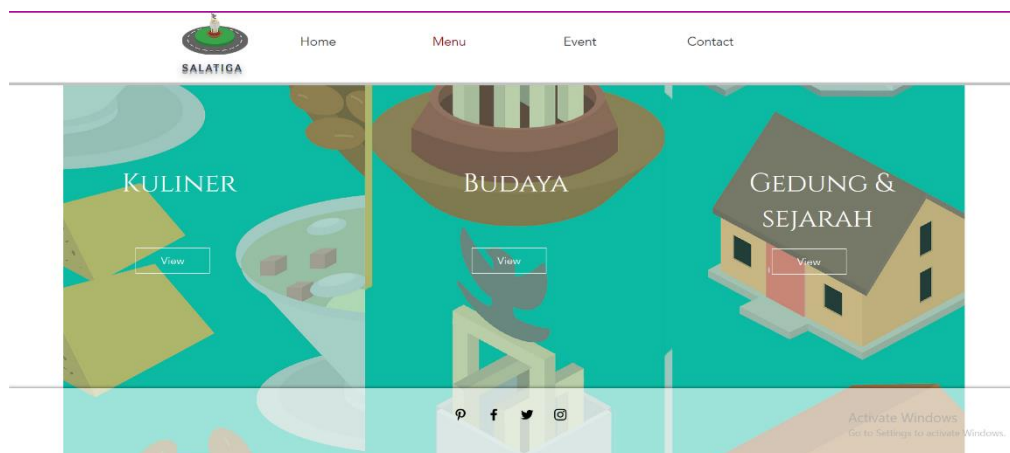 Home
Menu
Event
Contact
SALATIGA
KULINER
BUDAYA
GEDUNG &
SEJARAH
View
View
View
Activate Windows
Go to Settings to activate Windows.